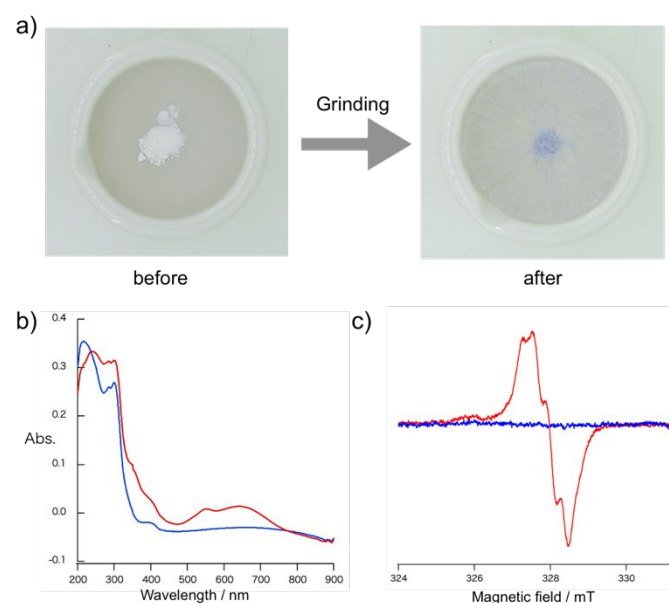 a)
Grinding
before
after
b)
c)
0.4
0.3
0.2
Abs.
0.1
0.0
-0.1
200 300 400 500 600 700 800 900
Wavelength / nm
324 326 328 330
Magnetic field / mT